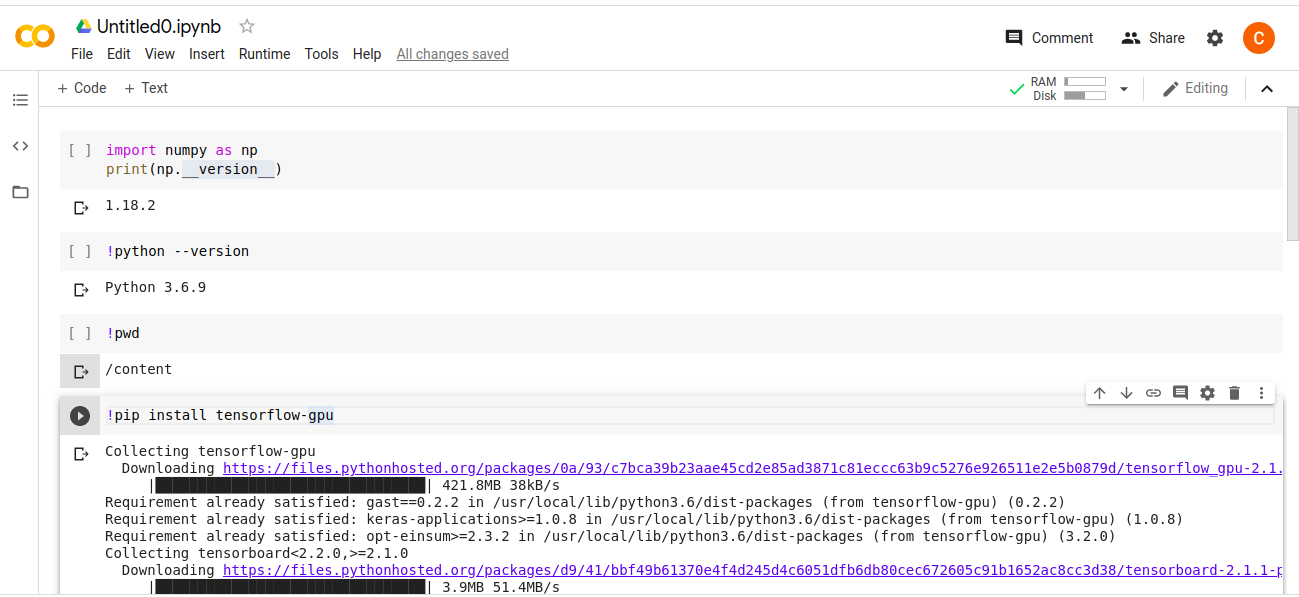 Untitled0.ipynb
File Edit View Insert Runtime Tools Help All changes saved
Comment Share C
+ Code + Text
RAM
Disk
Editing
[ ] import numpy as np
print(np.__version__)
1.18.2
[ ] !python --version
Python 3.6.9
[ ] !pwd
/content
!pip install tensorflow-gpu
Collecting tensorflow-gpu
Downloading https://files.pythonhosted.org/packages/0a/93/c7bca39b23aae45cd2e85ad3871c81eccc63b9c5276e926511e2e5b0879d/tensorflow_gpu-2.1.
|████████████████████████████████| 421.8MB 38kB/s
Requirement already satisfied: gast==0.2.2 in /usr/local/lib/python3.6/dist-packages (from tensorflow-gpu) (0.2.2)
Requirement already satisfied: keras-applications>=1.0.8 in /usr/local/lib/python3.6/dist-packages (from tensorflow-gpu) (1.0.8)
Requirement already satisfied: opt-einsum>=2.3.2 in /usr/local/lib/python3.6/dist-packages (from tensorflow-gpu) (3.2.0)
Collecting tensorboard<2.2.0,>=2.1.0
Downloading https://files.pythonhosted.org/packages/d9/41/bbf49b61370e4f4d245d4c6051dfb6db80cec672605c91b1652ac8cc3d38/tensorboard-2.1.1-p
|████████████████████████████████| 3.9MB 51.4MB/s